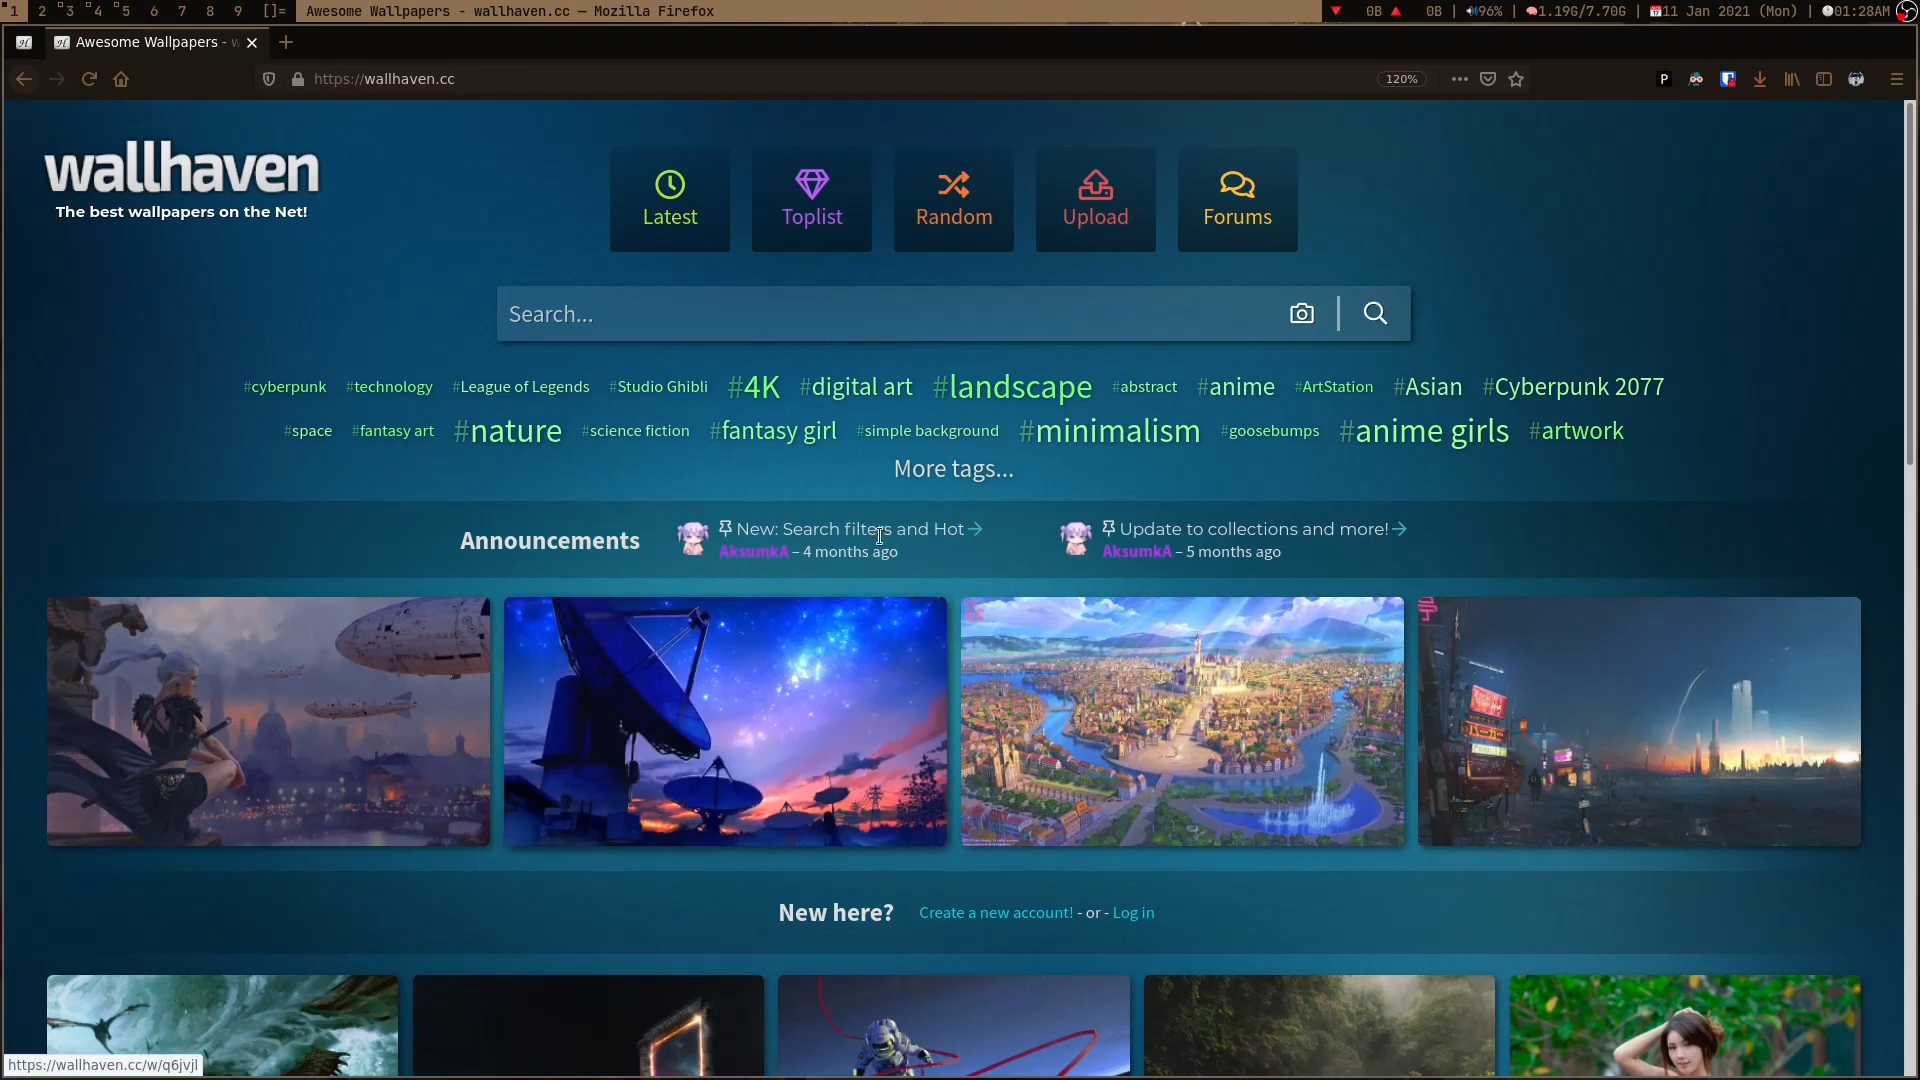 1 2 3 4 5 6 7 8 9 []= Awesome Wallpapers - wallhaven.cc — Mozilla Firefox 0B 0B | 96% | 1.19G/7.70G | 11 Jan 2021 (Mon) | 01:28AM
Awesome Wallpapers - w
https://wallhaven.cc 120%
wallhaven
The best wallpapers on the Net!
Latest Toplist Random Upload Forums
Search...
#cyberpunk #technology #League of Legends #Studio Ghibli #4K #digital art #landscape #abstract #anime #ArtStation #Asian #Cyberpunk 2077
#space #fantasy art #nature #science fiction #fantasy girl #simple background #minimalism #goosebumps #anime girls #artwork
More tags...
Announcements
New: Search filters and Hot
AksumkA – 4 months ago
Update to collections and more!
AksumkA – 5 months ago
New here? Create a new account! - or - Log in
https://wallhaven.cc/w/q6jvjl